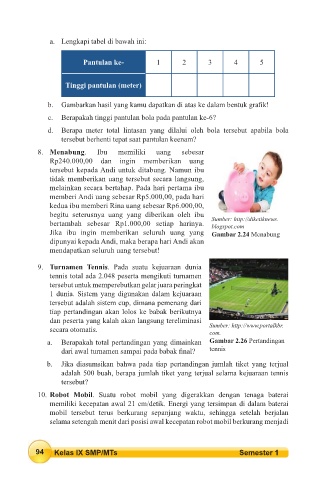 a. Lengkapi tabel di bawah ini:
Pantulan ke- 1 2 3 4 5
Tinggi pantulan (meter)
b. Gambarkan hasil yang kamu dapatkan di atas ke dalam bentuk grafik!
c. Berapakah tinggi pantulan bola pada pantulan ke-6?
d. Berapa meter total lintasan yang dilalui oleh bola tersebut apabila bola
tersebut berhenti tepat saat pantulan keenam?
8. Menabung. Ibu memiliki uang sebesar
Rp240.000,00 dan ingin memberikan uang
tersebut kepada Andi untuk ditabung. Namun ibu
tidak memberikan uang tersebut secara langsung,
melainkan secara bertahap. Pada hari pertama ibu
memberi Andi uang sebesar Rp5.000,00, pada hari
kedua ibu memberi Rina uang sebesar Rp6.000,00,
begitu seterusnya uang yang diberikan oleh ibu
bertambah sebesar Rp1.000,00 setiap harinya.
Jika ibu ingin memberikan seluruh uang yang
dipunyai kepada Andi, maka berapa hari Andi akan
mendapatkan seluruh uang tersebut!
Sumber: http://
blogspot.com
Gambar 2.24 Menabung
9. Turnamen Tennis. Pada suatu kejuaraan dunia
tennis total ada 2.048 peserta mengikuti turnamen
tersebut untuk memperebutkan gelar juara peringkat
1 dunia. Sistem yang digunakan dalam kejuaraan
tersebut adalah sistem cup, dimana pemenang dari
tiap pertandingan akan lolos ke babak berikutnya
dan peserta yang kalah akan langsung tereliminasi
secara otomatis.
Sumber: http://www.portalkbr.
com
Gambar 2.26 Pertandingan
tennis
a. Berapakah total pertandingan yang dimainkan
dari awal turnamen sampai pada babak final?
b. Jika diasumsikan bahwa pada tiap pertandingan jumlah tiket yang terjual
adalah 500 buah, berapa jumlah tiket yang terjual selama kejuaraan tennis
tersebut?
10. Robot Mobil. Suatu robot mobil yang digerakkan dengan tenaga baterai
memiliki kecepatan awal 21 cm/detik. Energi yang tersimpan di dalam baterai
mobil tersebut terus berkurang sepanjang waktu, sehingga setelah berjalan
selama setengah menit dari posisi awal kecepatan robot mobil berkurang menjadi
94 Kelas IX SMP/MTs Semester 1